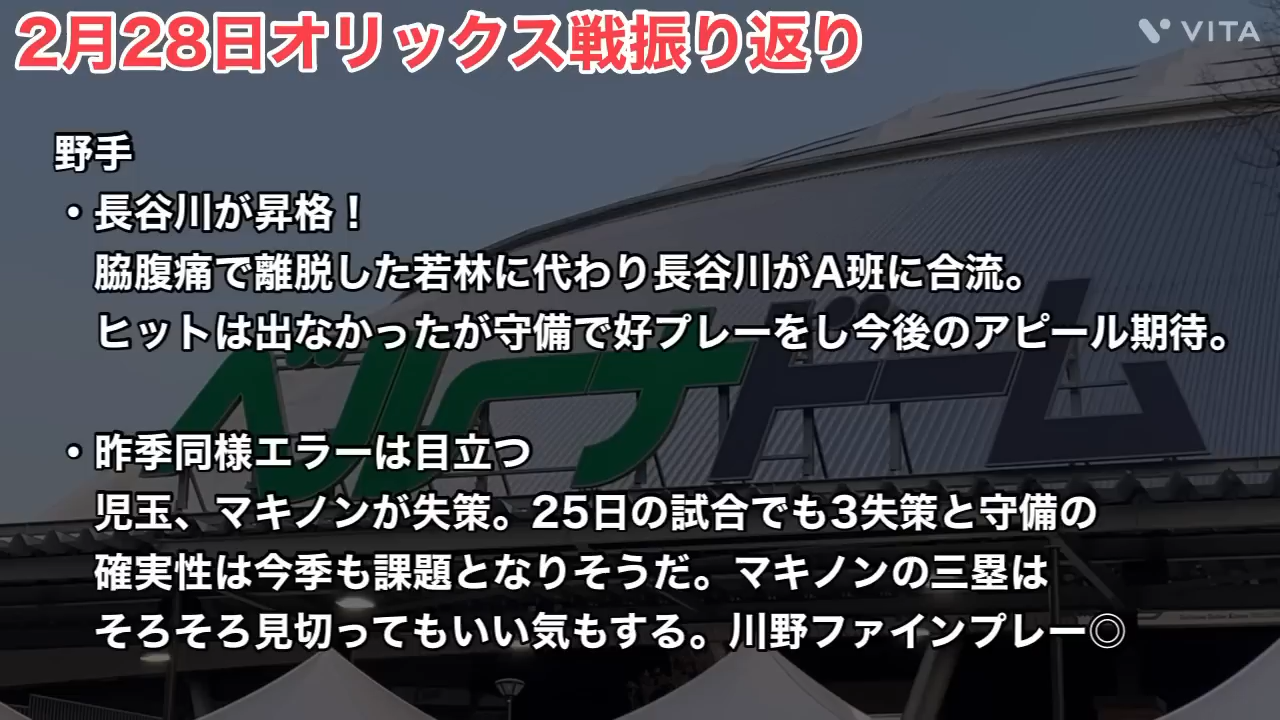 2月28日オリックス戦振り返り
VITA
野手
・長谷川が昇格！
脇腹痛で離脱した若林に代わり長谷川がA班に合流。
ヒットは出なかったが守備で好プレーをし今後のアピール期待。
ベルーナドーム
・昨季同様エラーは目立つ
児玉、マキノンが失策。25日の試合でも3失策と守備の
確実性は今季も課題となりそうだ。マキノンの三塁は
そろそろ見切ってもいい気もする。川野ファインプレー◎